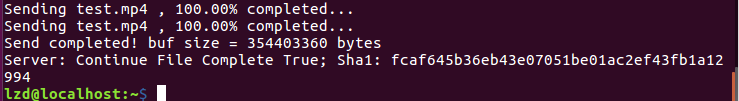 Sending test.mp4 , 100.00% completed...
Sending test.mp4 , 100.00% completed...
Send completed! buf size = 354403360 bytes
Server: Continue File Complete True; Sha1: fcaf645b36eb43e07051be01ac2ef43fb1a12
994
lzd@localhost:~$